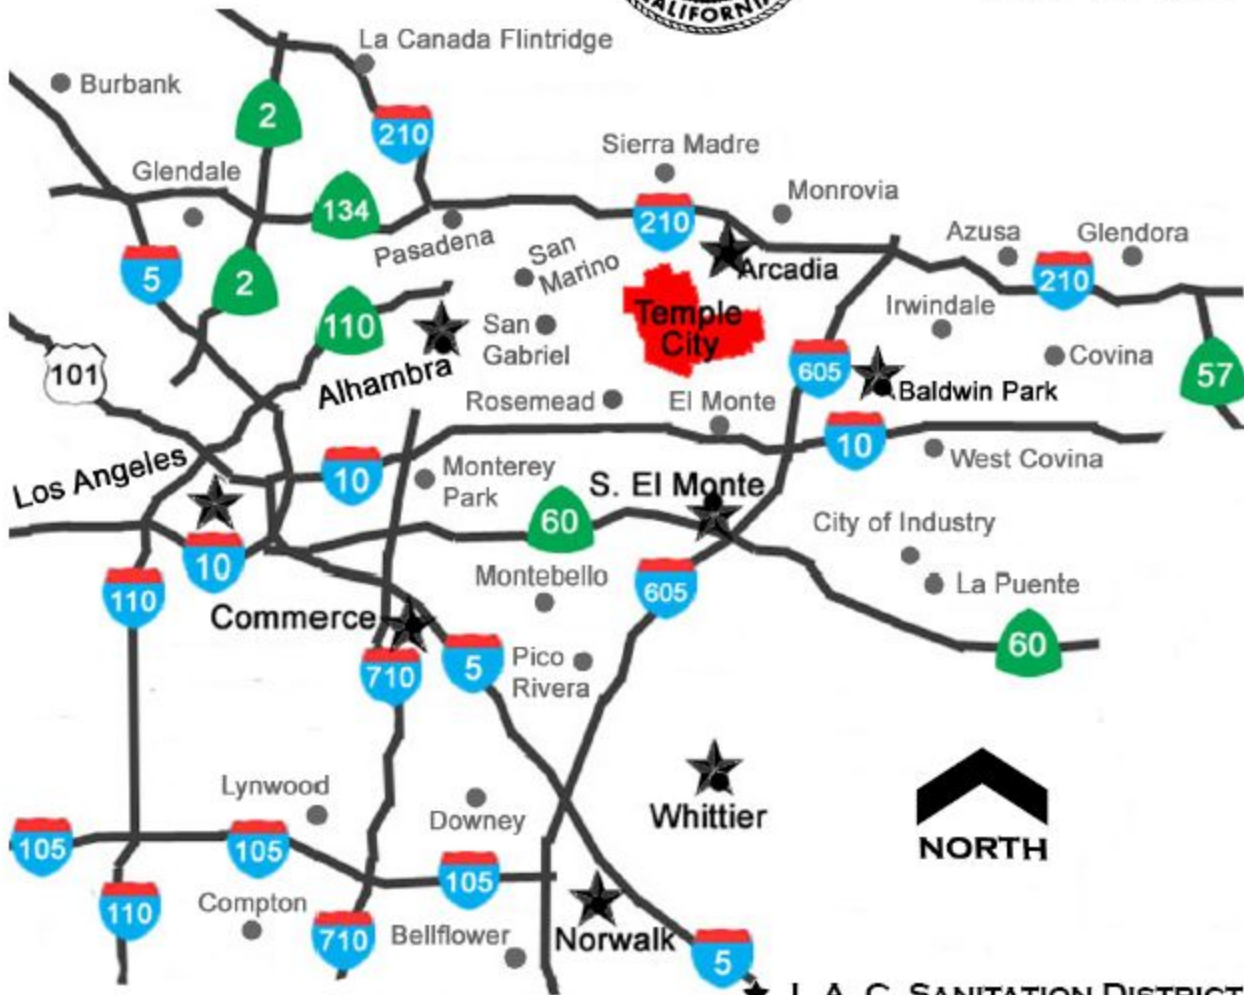 CALIFORNIA
La Canada Flintridge
Burbank
2
210
Sierra Madre
Glendale
Monrovia
134
210
Azusa
Glendora
Pasadena
San
Marino
Arcadia
5
2
210
Irwindale
110
San
Gabriel
Temple
City
Covina
101
605
57
Alhambra
Baldwin Park
Rosemead
El Monte
10
West Covina
Los Angeles
10
Monterey
Park
S. El Monte
60
City of Industry
10
Montebello
La Puente
110
605
Commerce
60
710
5
Pico
Rivera
Lynwood
Whittier
Downey
NORTH
105
105
105
Compton
110
710
Bellflower
Norwalk
5
L.A.C. SANITATION DISTRICT